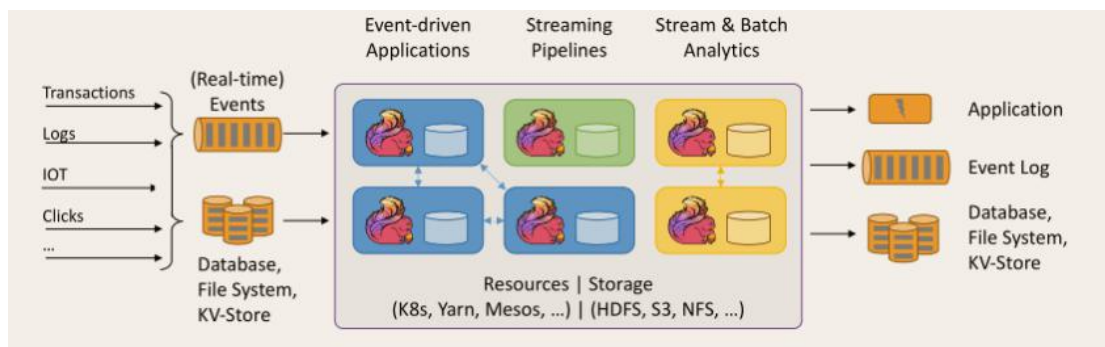 Event-driven
Applications
Streaming
Pipelines
Stream & Batch
Analytics
Transactions
Logs
IOT
Clicks
...
(Real-time)
Events
Database,
File System,
KV-Store
Resources | Storage
(K8s, Yarn, Mesos, ...) | (HDFS, S3, NFS, ...)
Application
Event Log
Database,
File System,
KV-Store